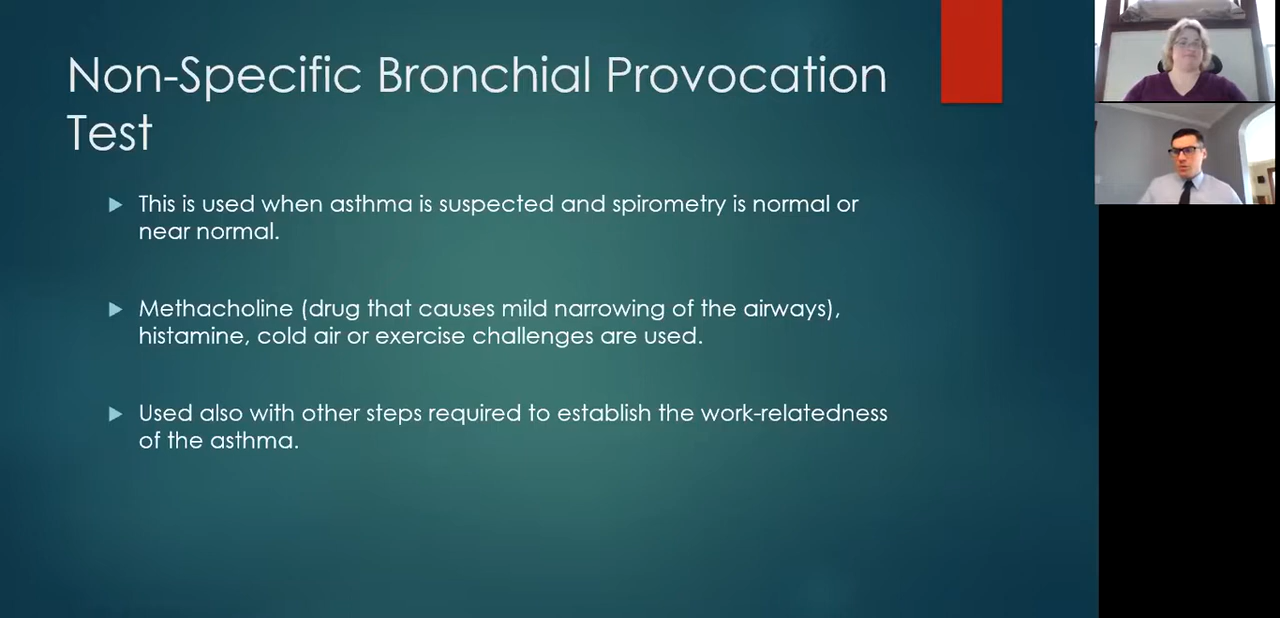 Non-Specific Bronchial Provocation
Test
This is used when asthma is suspected and spirometry is normal or
near normal.
Methacholine (drug that causes mild narrowing of the airways),
histamine, cold air or exercise challenges are used.
Used also with other steps required to establish the work-relatedness
of the asthma.